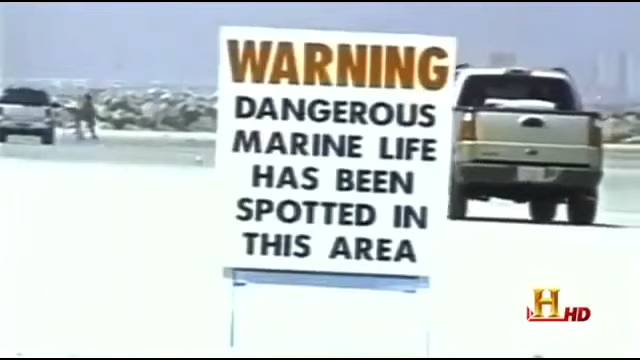 WARNING
DANGEROUS
MARINE LIFE
HAS BEEN
SPOTTED IN
THIS AREA
H HD